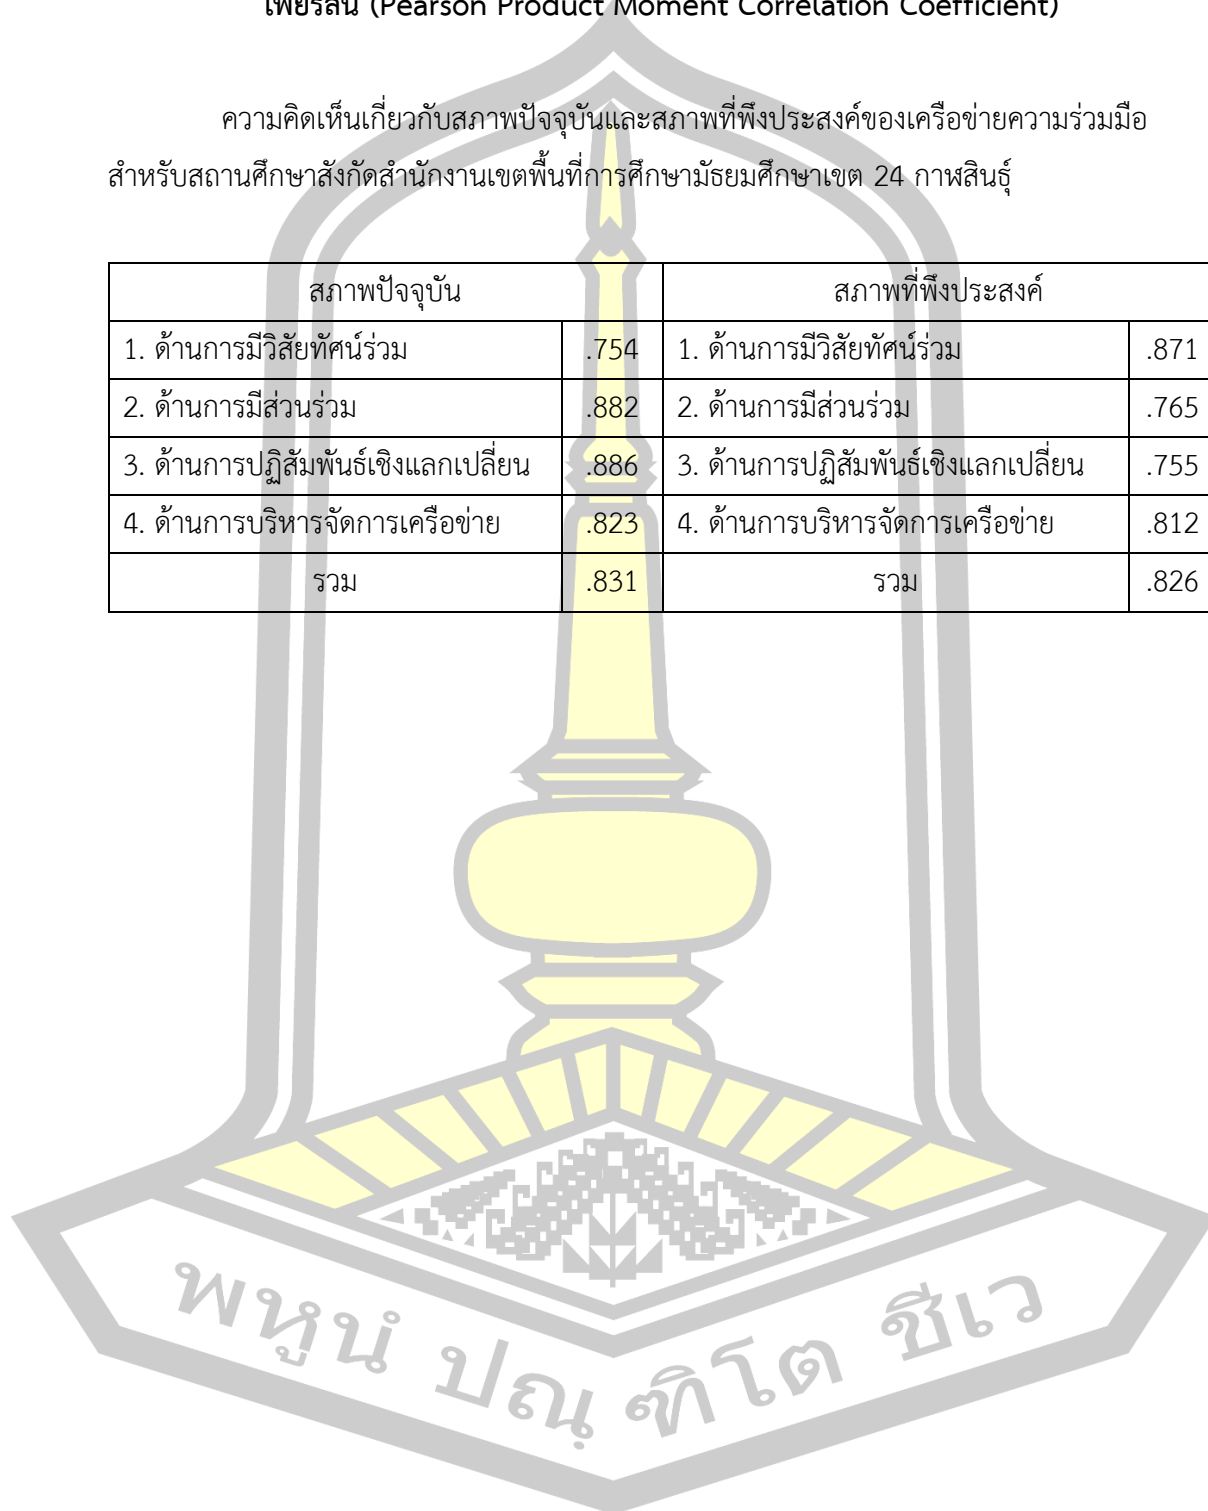 เพียร์สัน (Pearson Product Moment Correlation Coefficient)
ความคิดเห็นเกี่ยวกับสภาพปัจจุบันและสภาพที่พึงประสงค์ของเครือข่ายความร่วมมือ
สำหรับสถานศึกษาสังกัดสำนักงานเขตพื้นที่การศึกษามัธยมศึกษาเขต 24 กาฬสินธุ์
สภาพปัจจุบัน สภาพที่พึงประสงค์
1. ด้านการมีวิสัยทัศน์ร่วม .754 1. ด้านการมีวิสัยทัศน์ร่วม .871
2. ด้านการมีส่วนร่วม .882 2. ด้านการมีส่วนร่วม .765
3. ด้านการปฏิสัมพันธ์เชิงแลกเปลี่ยน .886 3. ด้านการปฏิสัมพันธ์เชิงแลกเปลี่ยน .755
4. ด้านการบริหารจัดการเครือข่าย .823 4. ด้านการบริหารจัดการเครือข่าย .812
รวม .831 รวม .826
พหูนํ ปณฺฑิโต ชีเว